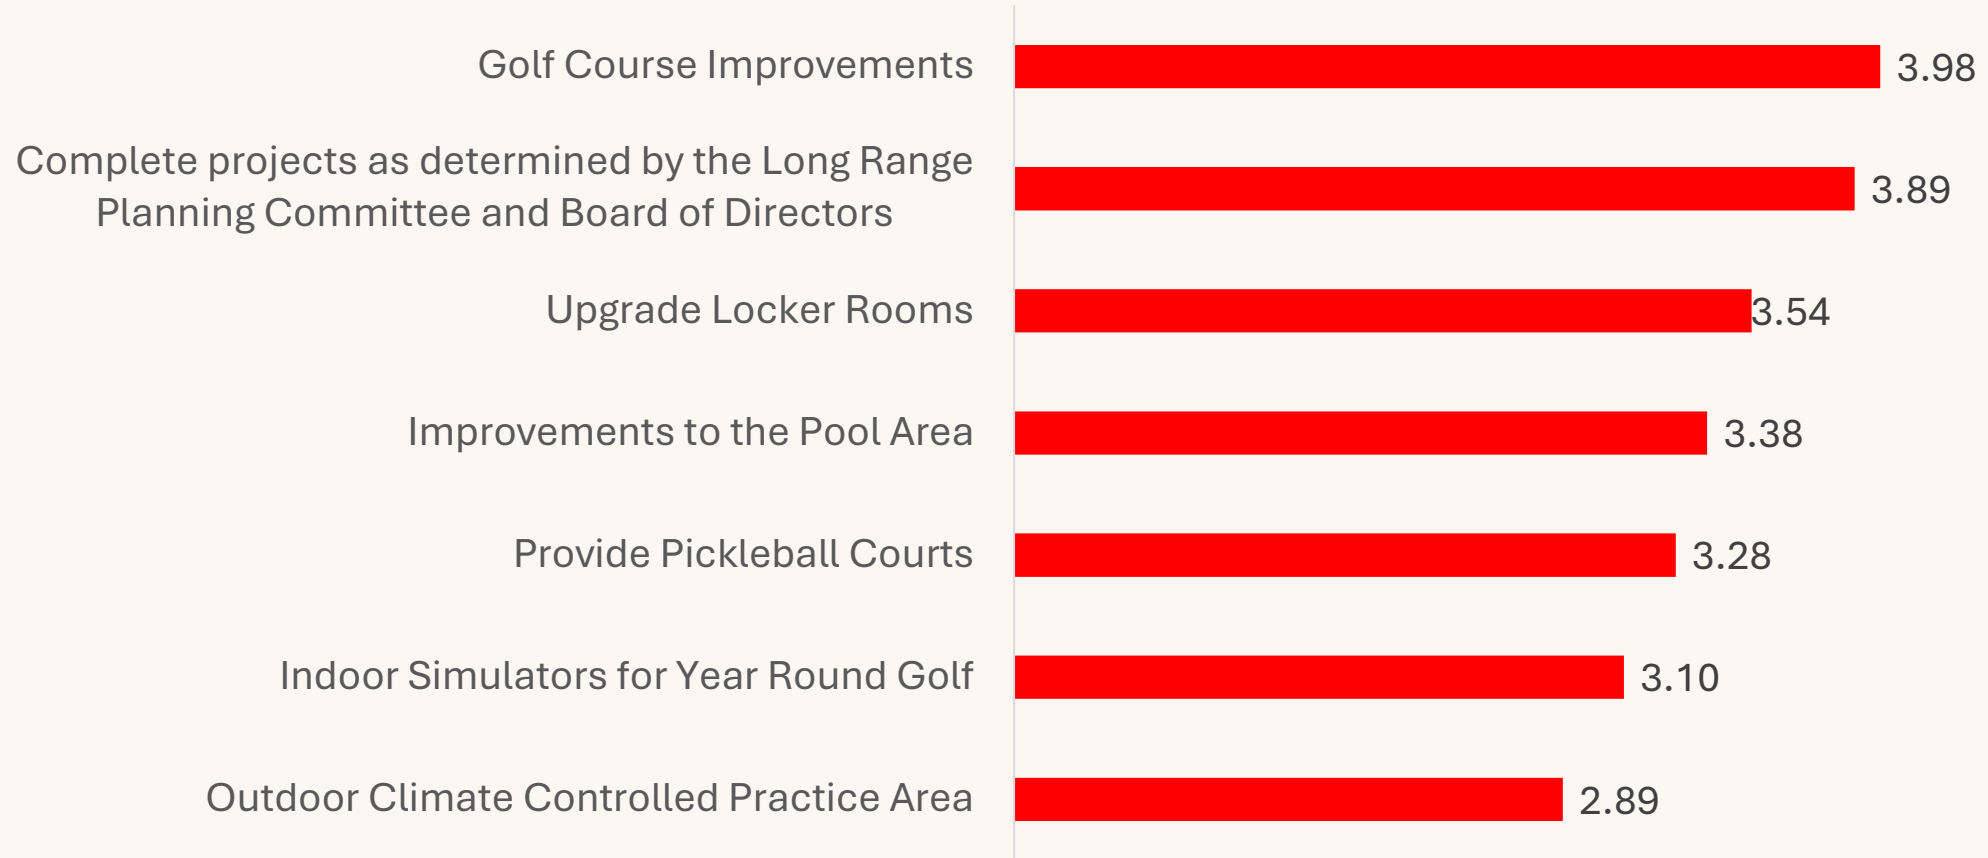 Golf Course Improvements 3.98
Complete projects as determined by the Long Range
Planning Committee and Board of Directors 3.89
Upgrade Locker Rooms 3.54
Improvements to the Pool Area 3.38
Provide Pickleball Courts 3.28
Indoor Simulators for Year Round Golf 3.10
Outdoor Climate Controlled Practice Area 2.89